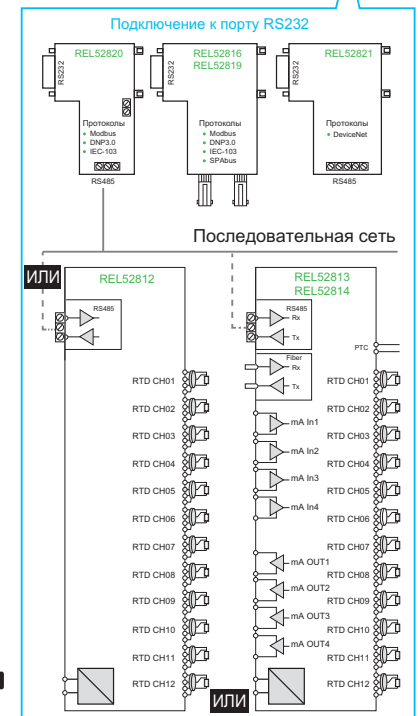 Подключение к порту RS232
REL52820
RS232
Протоколы
• Modbus
• DNP3.0
• IEC-103
RS485
REL52816
REL52819
RS232
Протоколы
• Modbus
• DNP3.0
• IEC-103
• SPAbus
REL52821
RS232
Протоколы
• DeviceNet
RS485
Последовательная сеть
ИЛИ
REL52812
RS485
RTD CH01
RTD CH02
RTD CH03
RTD CH04
RTD CH05
RTD CH06
RTD CH07
RTD CH08
RTD CH09
RTD CH10
RTD CH11
RTD CH12
ИЛИ
REL52813
REL52814
RS485
Rx
Tx
Fiber
Rx
Tx
mA In1
mA In2
mA In3
mA In4
mA OUT1
mA OUT2
mA OUT3
mA OUT4
PTC
RTD CH01
RTD CH02
RTD CH03
RTD CH04
RTD CH05
RTD CH06
RTD CH07
RTD CH08
RTD CH09
RTD CH10
RTD CH11
RTD CH12